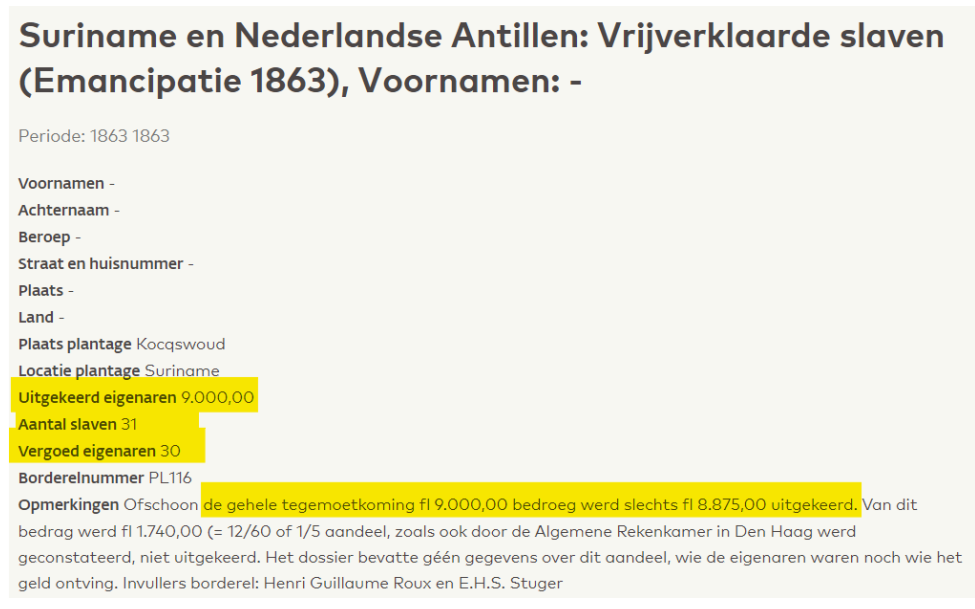 Suriname en Nederlandse Antillen: Vrijverklaarde slaven
(Emancipatie 1863), Voornamen: -
Periode: 1863 1863
Voornamen -
Achternaam -
Beroep -
Straat en huisnummer -
Plaats -
Land -
Plaats plantage Kocqswoud
Locatie plantage Suriname
Uitgekeerd eigenaren 9.000,00
Aantal slaven 31
Vergoed eigenaren 30
Borderelnummer PL116
Opmerkingen Ofschoon de gehele tegemoetkoming fl 9.000,00 bedroeg werd slechts fl 8.875,00 uitgekeerd. Van dit
bedrag werd fl 1.740,00 (= 12/60 of 1/5 aandeel, zoals ook door de Algemene Rekenkamer in Den Haag werd
geconstateerd, niet uitgekeerd. Het dossier bevatte géén gegevens over dit aandeel, wie de eigenaren waren noch wie het
geld ontving. Invullers borderel: Henri Guillaume Roux en E.H.S. Stuger